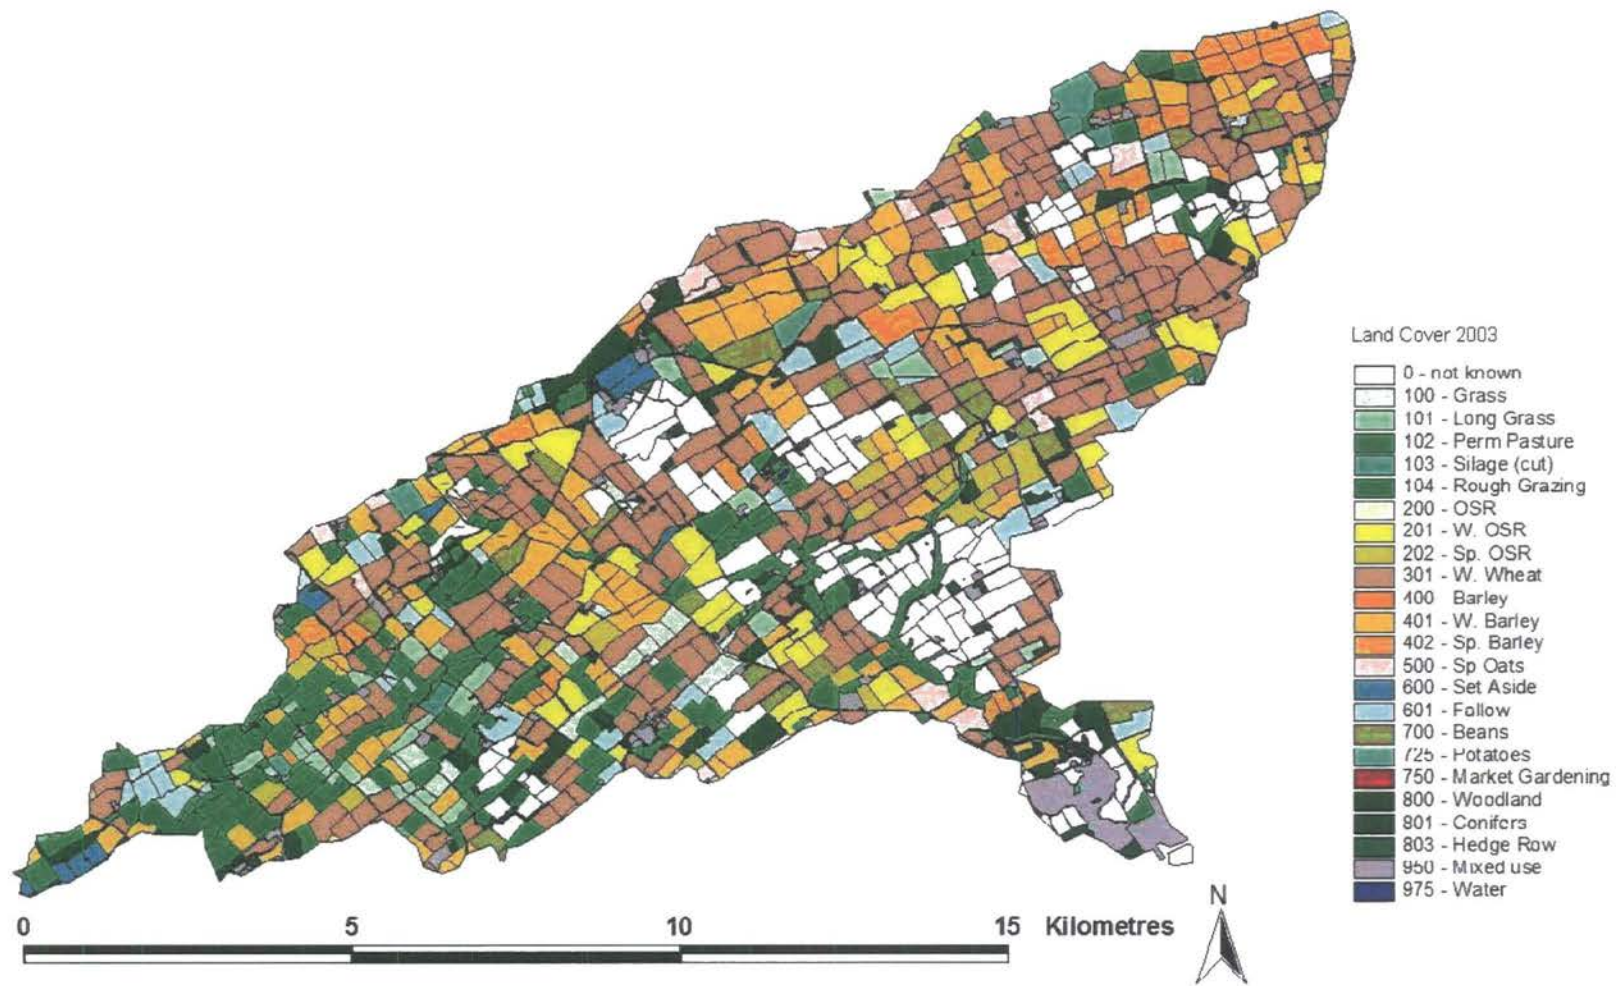 Land Cover 2003
0 - not known
100 - Grass
101 - Long Grass
102 - Perm Pasture
103 - Silage (cut)
104 - Rough Grazing
200 - OSR
201 - W. OSR
202 - Sp. OSR
301 - W. Wheat
400 Barley
401 - W. Barley
402 - Sp. Barley
500 - Sp Oats
600 - Set Aside
601 - Follow
700 - Beans
725 - Potatoes
750 - Market Gardening
800 - Woodland
801 - Conifers
803 - Hedge Row
950 - Mixed use
975 - Water
N
0 5 10 15 Kilometres